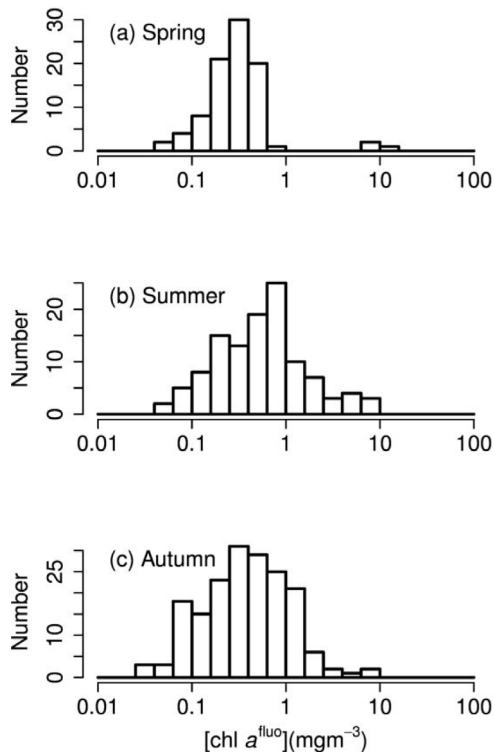 (a) Spring
Number
0 10 20 30
0.01 0.1 1 10 100
(b) Summer
Number
0 10 20
0.01 0.1 1 10 100
(c) Autumn
Number
0 10 25
0.01 0.1 1 10 100
[chl a^fluo](mgm⁻³)